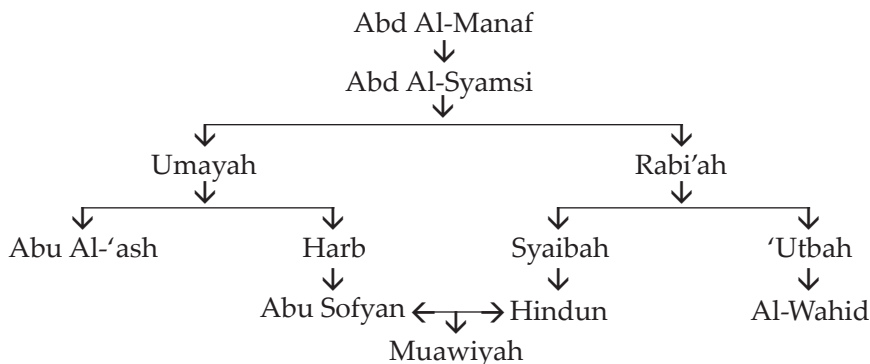 Abd Al-Manaf
Abd Al-Syamsi
Umayah Rabi’ah
Abu Al-‘ash Harb Syaibah ‘Utbah
Abu Sofyan Hindun Al-Wahid
Muawiyah